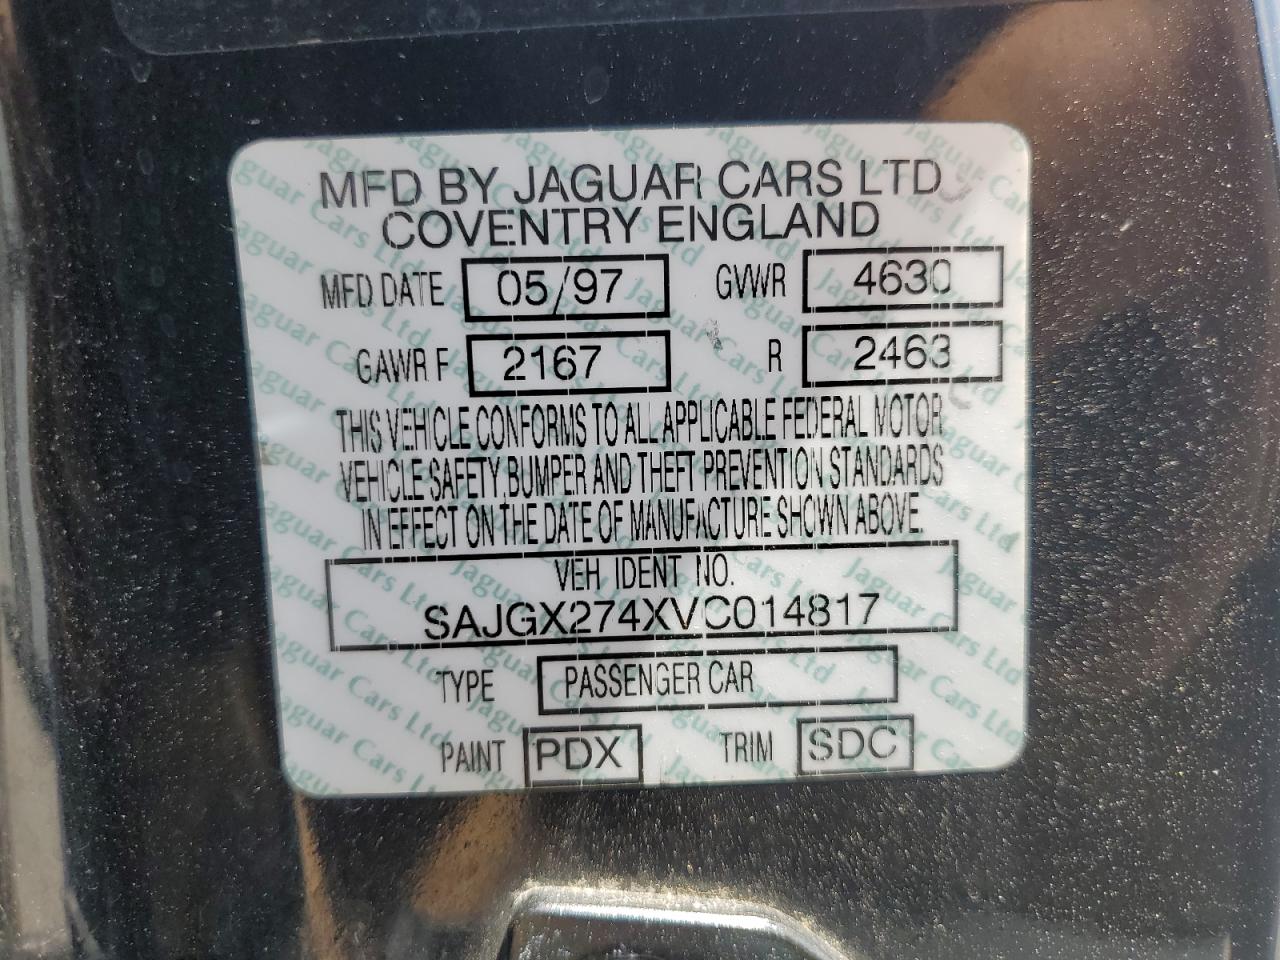 MFD BY JAGUAR CARS LTD
COVENTRY ENGLAND
MFD DATE 05/97 GVWR 4630
GAWR F 2167 R 2463
THIS VEHICLE CONFORMS TO ALL APPLICABLE FEDERAL MOTOR
VEHICLE SAFETY, BUMPER AND THEFT PREVENTION STANDARDS
IN EFFECT ON THE DATE OF MANUFACTURE SHOWN ABOVE.
VEH IDENT NO.
SAJGX274XVC014817
TYPE PASSENGER CAR
PAINT PDX TRIM SDC